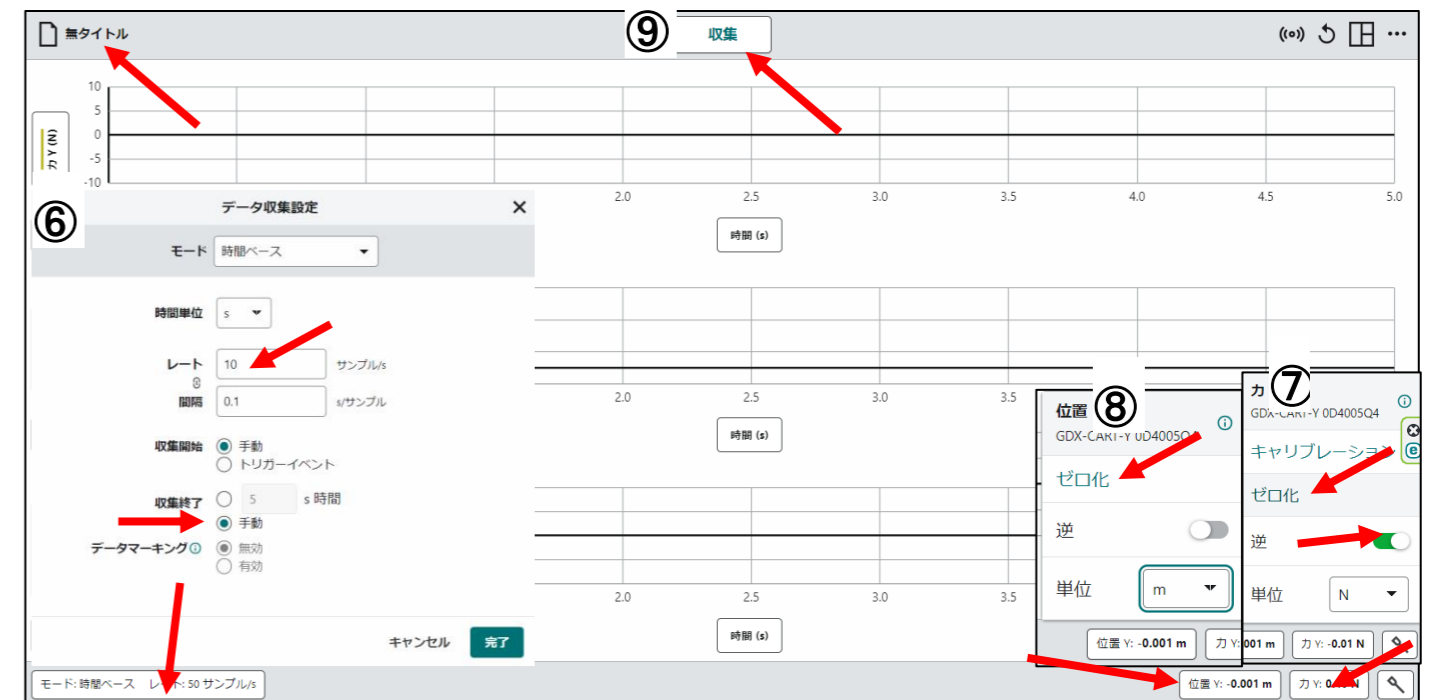 無タイトル
⑨
収集
((o))
10
5
0
-5
-10
力 Y (N)
2.0 2.5 3.0 3.5 4.0 4.5 5.0
時間 (s)
⑥
データ収集設定
モード 時間ベース
時間単位 s
レート 10 サンプル/s
間隔 0.1 s/サンプル
収集開始 手動
トリガーイベント
収集終了 5 s 時間
手動
データマーキング 無効
有効
キャンセル 完了
2.0 2.5 3.0 3.5
時間 (s)
2.0 2.5 3.0 3.5
時間 (s)
⑧
位置
GDX-CART-Y 0D4005Q4
ゼロ化
逆
単位 m
位置 Y: -0.001 m 力 Y:
⑦
力
GDX-CART-Y 0D4005Q4
キャリブレーション
ゼロ化
逆
単位 N
001 m 力 Y: -0.01 N
モード: 時間ベース レート: 50 サンプル/s
位置 Y: -0.001 m 力 Y: